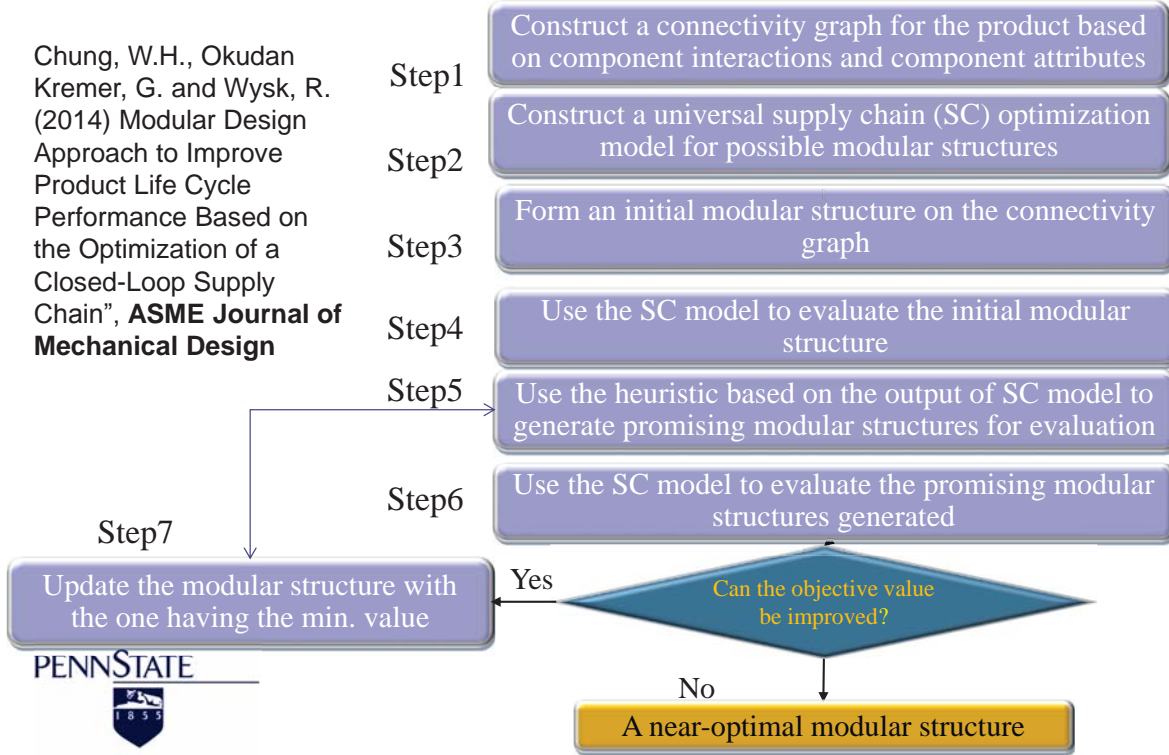 Chung, W.H., Okudan
Kremer, G. and Wysk, R.
(2014) Modular Design
Approach to Improve
Product Life Cycle
Performance Based on
the Optimization of a
Closed-Loop Supply
Chain”, ASME Journal of
Mechanical Design
Step1
Construct a connectivity graph for the product based
on component interactions and component attributes
Step2
Construct a universal supply chain (SC) optimization
model for possible modular structures
Step3
Form an initial modular structure on the connectivity
graph
Step4
Use the SC model to evaluate the initial modular
structure
Step5
Use the heuristic based on the output of SC model to
generate promising modular structures for evaluation
Step6
Use the SC model to evaluate the promising modular
structures generated
Step7
Update the modular structure with
the one having the min. value
Yes
Can the objective value
be improved?
No
A near-optimal modular structure
PENNSTATE
1855